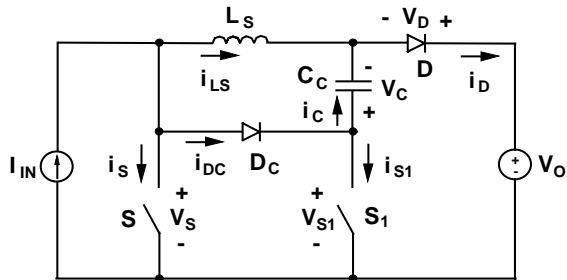 L_S
- V_D +
i_LS
C_C
-
D
i_D
V_C
i_C
+
I_IN
i_S
i_DC
D_C
i_S1
+
+
+
-
V_O
S
V_S
V_S1
S_1
-
-